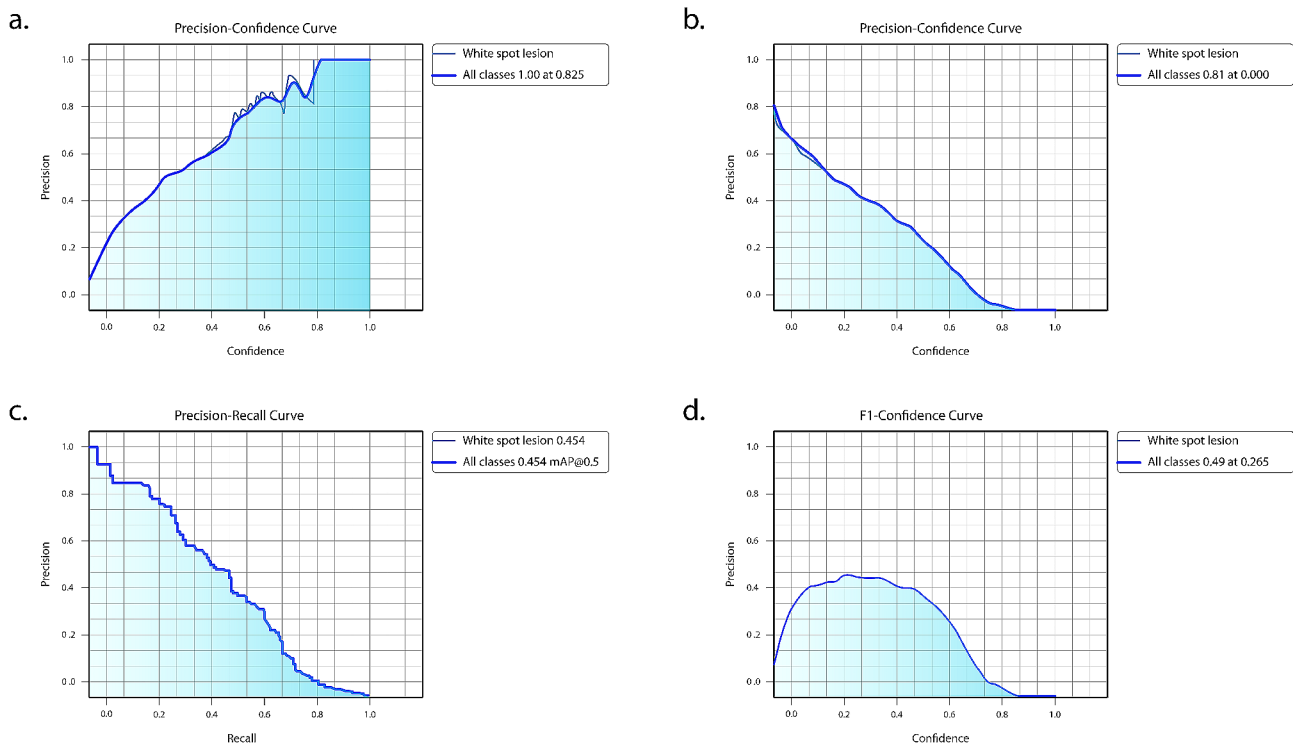 a.
Precision-Confidence Curve
White spot lesion
All classes 1.00 at 0.825
Precision
1.0
0.8
0.6
0.4
0.2
0.0
0.0 0.2 0.4 0.6 0.8 1.0
Confidence
b.
Precision-Confidence Curve
White spot lesion
All classes 0.81 at 0.000
Precision
1.0
0.8
0.6
0.4
0.2
0.0
0.0 0.2 0.4 0.6 0.8 1.0
Confidence
c.
Precision-Recall Curve
White spot lesion 0.454
All classes 0.454 mAP@0.5
Precision
1.0
0.8
0.6
0.4
0.2
0.0
0.0 0.2 0.4 0.6 0.8 1.0
Recall
d.
F1-Confidence Curve
White spot lesion
All classes 0.49 at 0.265
Precision
1.0
0.8
0.6
0.4
0.2
0.0
0.0 0.2 0.4 0.6 0.8 1.0
Confidence